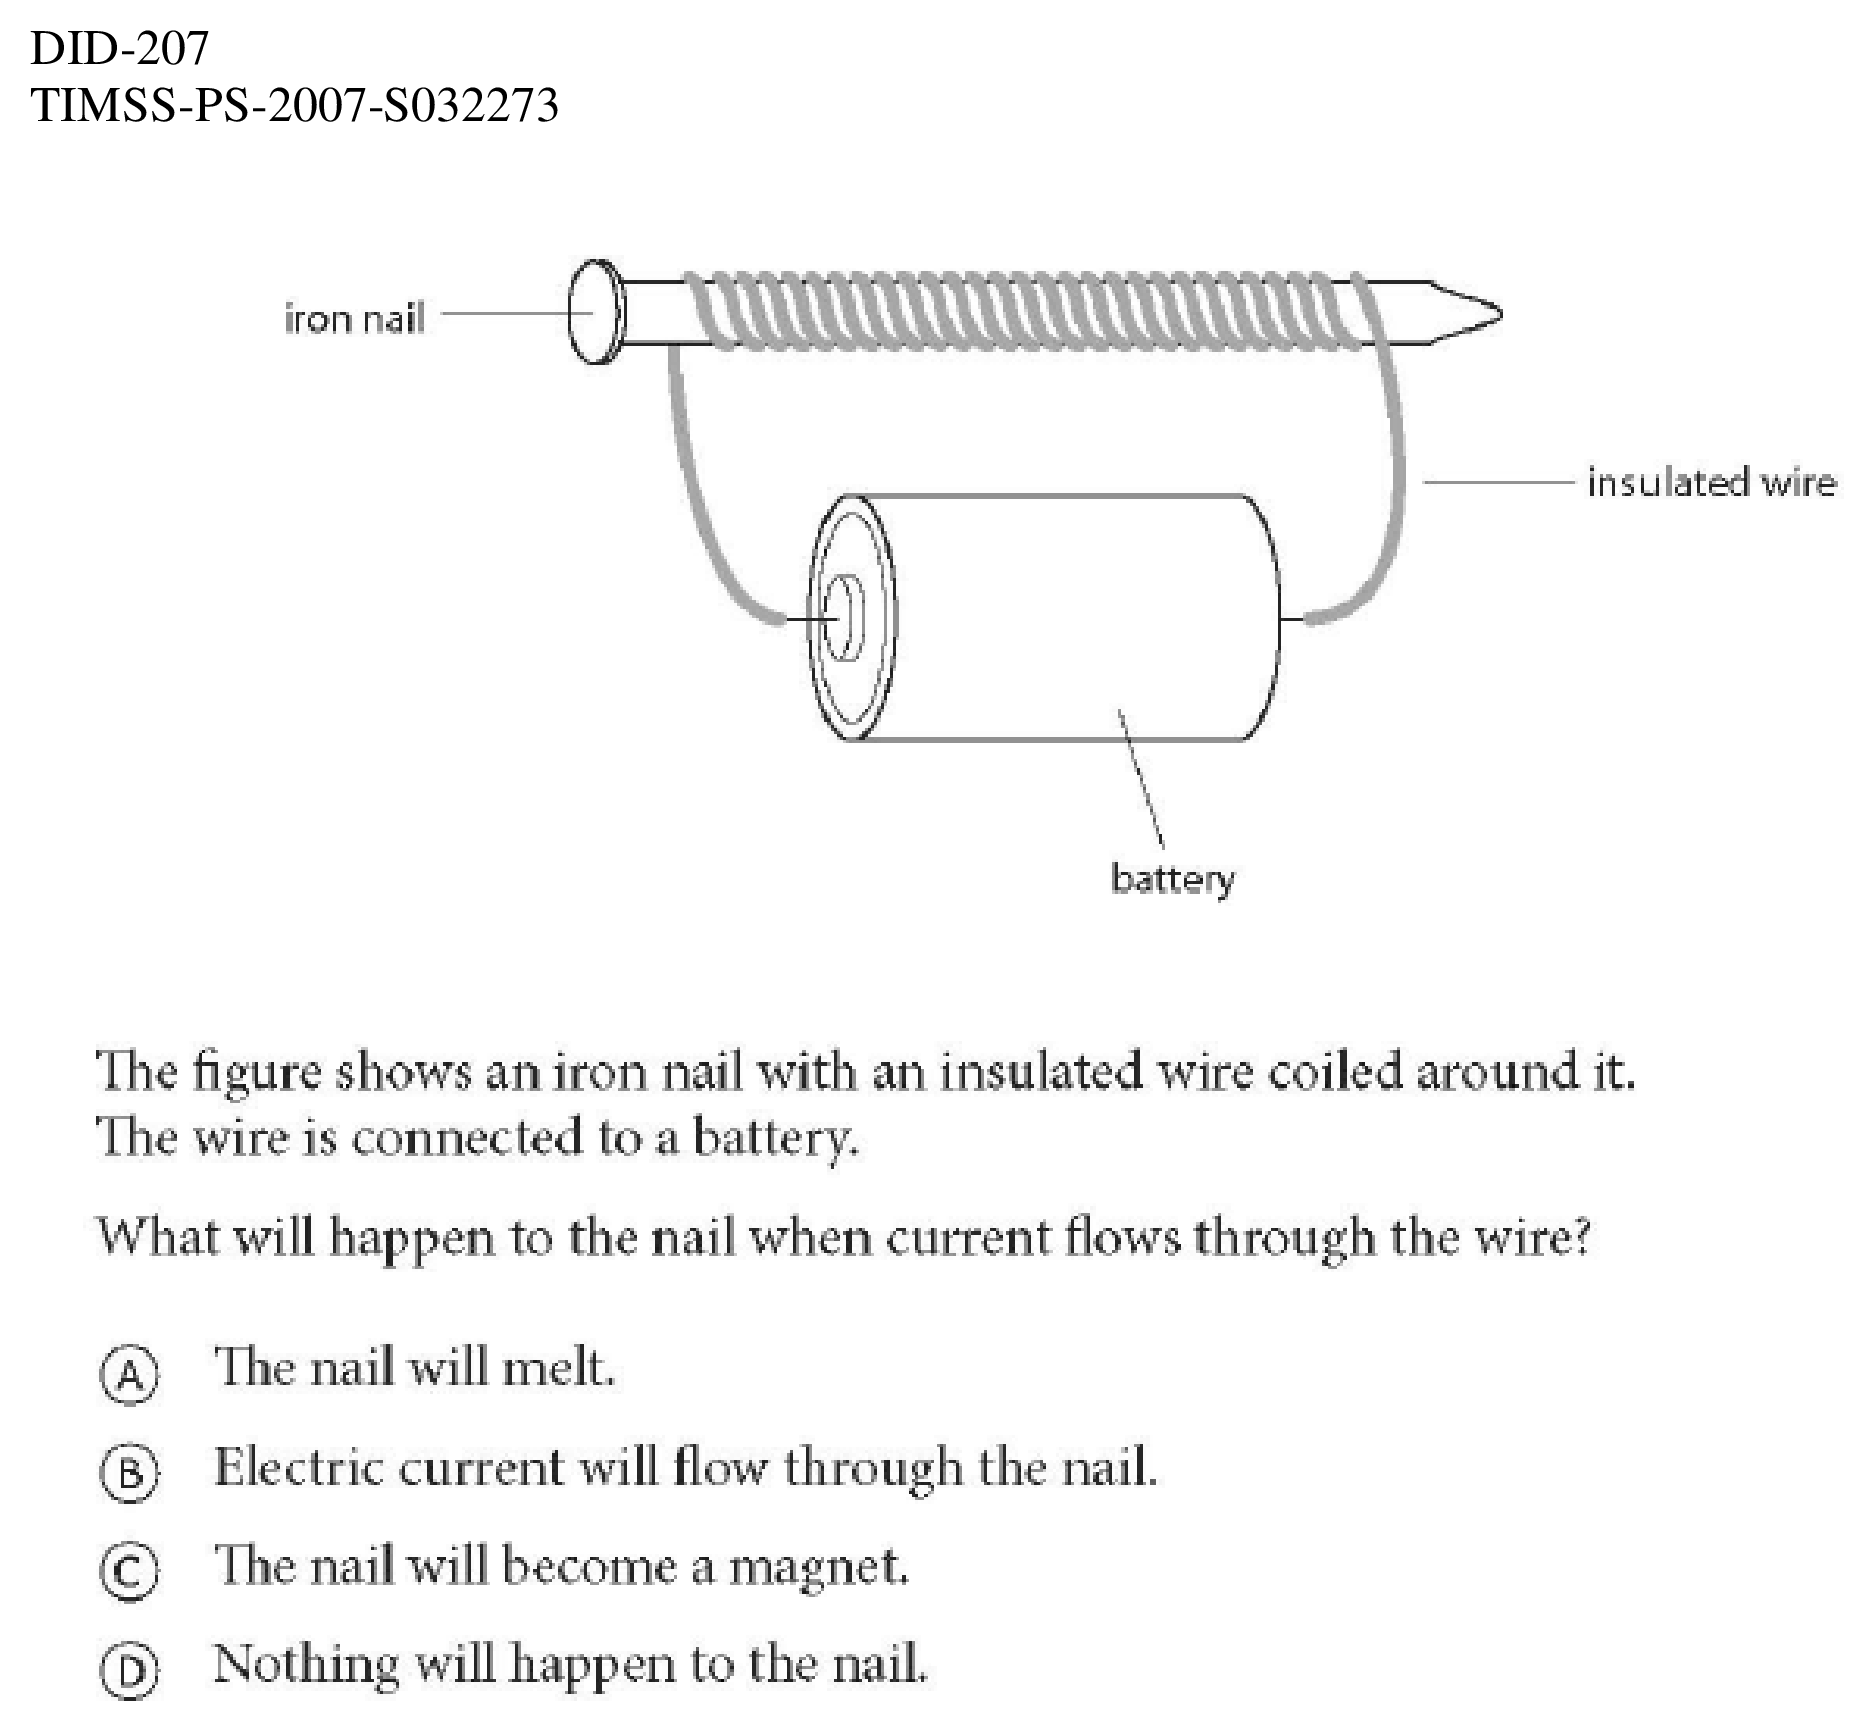 DID-207
TIMSS-PS-2007-S032273
iron nail
insulated wire
battery
The figure shows an iron nail with an insulated wire coiled around it.
The wire is connected to a battery.
What will happen to the nail when current flows through the wire?
A The nail will melt.
B Electric current will flow through the nail.
C The nail will become a magnet.
D Nothing will happen to the nail.